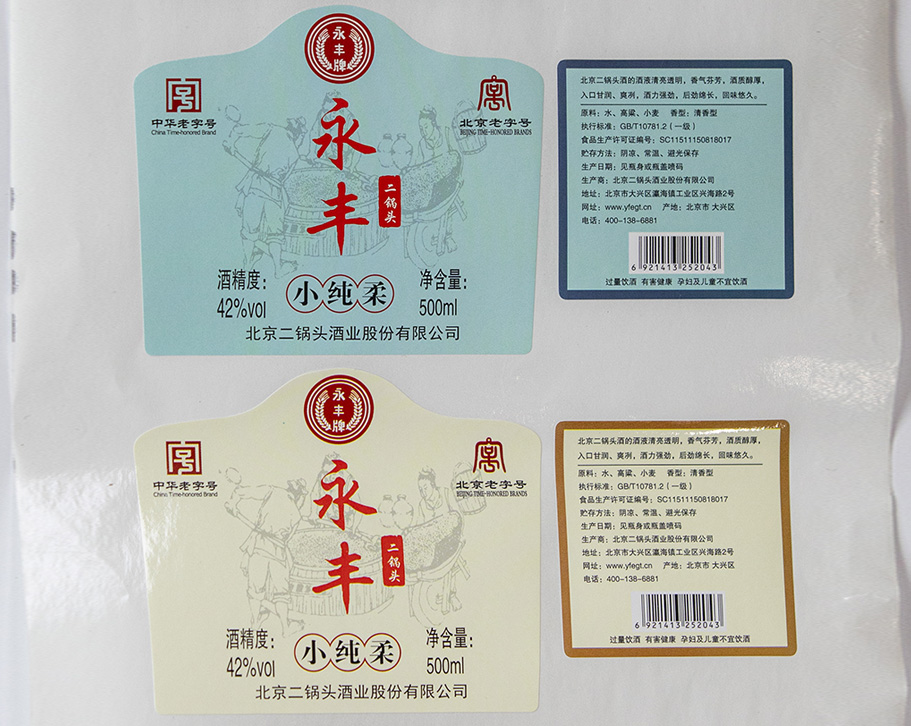 永丰牌
中华老字号
China Time-honored Brand
北京老字号
BEIJING TIME-HONORED BRANDS
永丰
二锅头
酒精度:
42%vol
小纯柔
净含量:
500ml
北京二锅头酒业股份有限公司
北京二锅头酒的酒液清亮透明，香气芬芳，酒质醇厚，
入口甘润、爽冽，酒力强劲，后劲绵长，回味悠久。
原料：水、高粱、小麦 香型：清香型
执行标准：GB/T10781.2（一级）
食品生产许可证编号：SC11511150818017
贮存方法：阴凉、常温、避光保存
生产日期：见瓶身或瓶盖喷码
生产商：北京二锅头酒业股份有限公司
地址：北京市大兴区瀛海镇工业区兴海路2号
网址：www.yfegt.cn 产地：北京市 大兴区
电话：400-138-6881
6 921413 252043
过量饮酒 有害健康 孕妇及儿童不宜饮酒
永丰牌
中华老字号
China Time-honored Brand
北京老字号
BEIJING TIME-HONORED BRANDS
永丰
二锅头
酒精度:
42%vol
小纯柔
净含量:
500ml
北京二锅头酒业股份有限公司
北京二锅头酒的酒液清亮透明，香气芬芳，酒质醇厚，
入口甘润、爽冽，酒力强劲，后劲绵长，回味悠久。
原料：水、高粱、小麦 香型：清香型
执行标准：GB/T10781.2（一级）
食品生产许可证编号：SC11511150818017
贮存方法：阴凉、常温、避光保存
生产日期：见瓶身或瓶盖喷码
生产商：北京二锅头酒业股份有限公司
地址：北京市大兴区瀛海镇工业区兴海路2号
网址：www.yfegt.cn 产地：北京市 大兴区
电话：400-138-6881
6 921413 252043
过量饮酒 有害健康 孕妇及儿童不宜饮酒